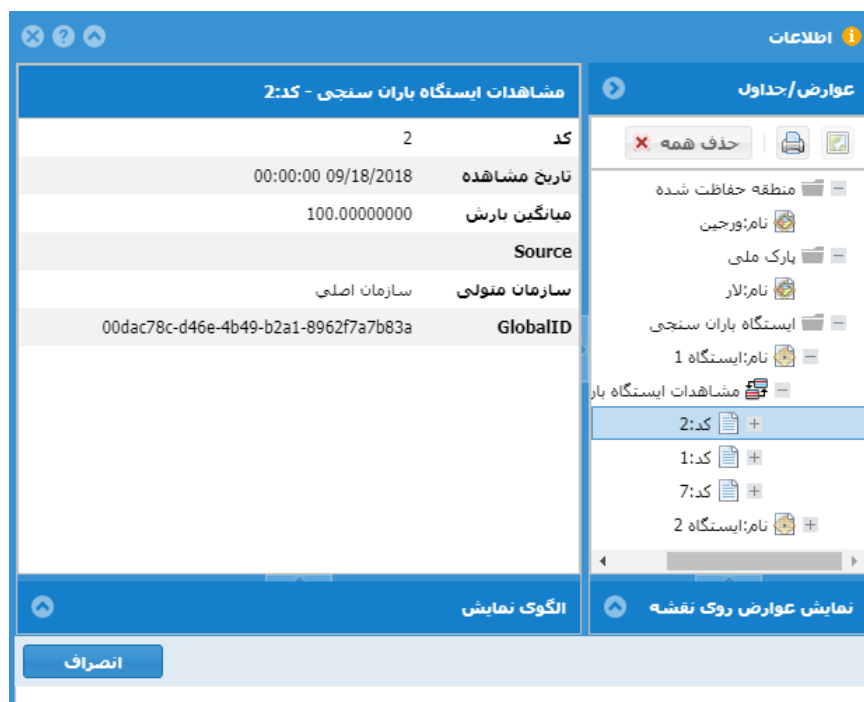 اطلاعات
عوارض/جداول
حذف همه
منطقه حفاظت شده
نام:ورجین
پارک ملی
نام:لار
ایستگاه باران سنجی
نام:ایستگاه 1
مشاهدات ایستگاه بار
کد:2
کد:1
کد:7
نام:ایستگاه 2
نمایش عوارض روی نقشه
مشاهدات ایستگاه باران سنجی - کد:2
کد 2
تاریخ مشاهده 09/18/2018 00:00:00
میانگین بارش 100.00000000
Source
سازمان متولی سازمان اصلی
GlobalID 00dac78c-d46e-4b49-b2a1-8962f7a7b83a
الگوی نمایش
انصراف